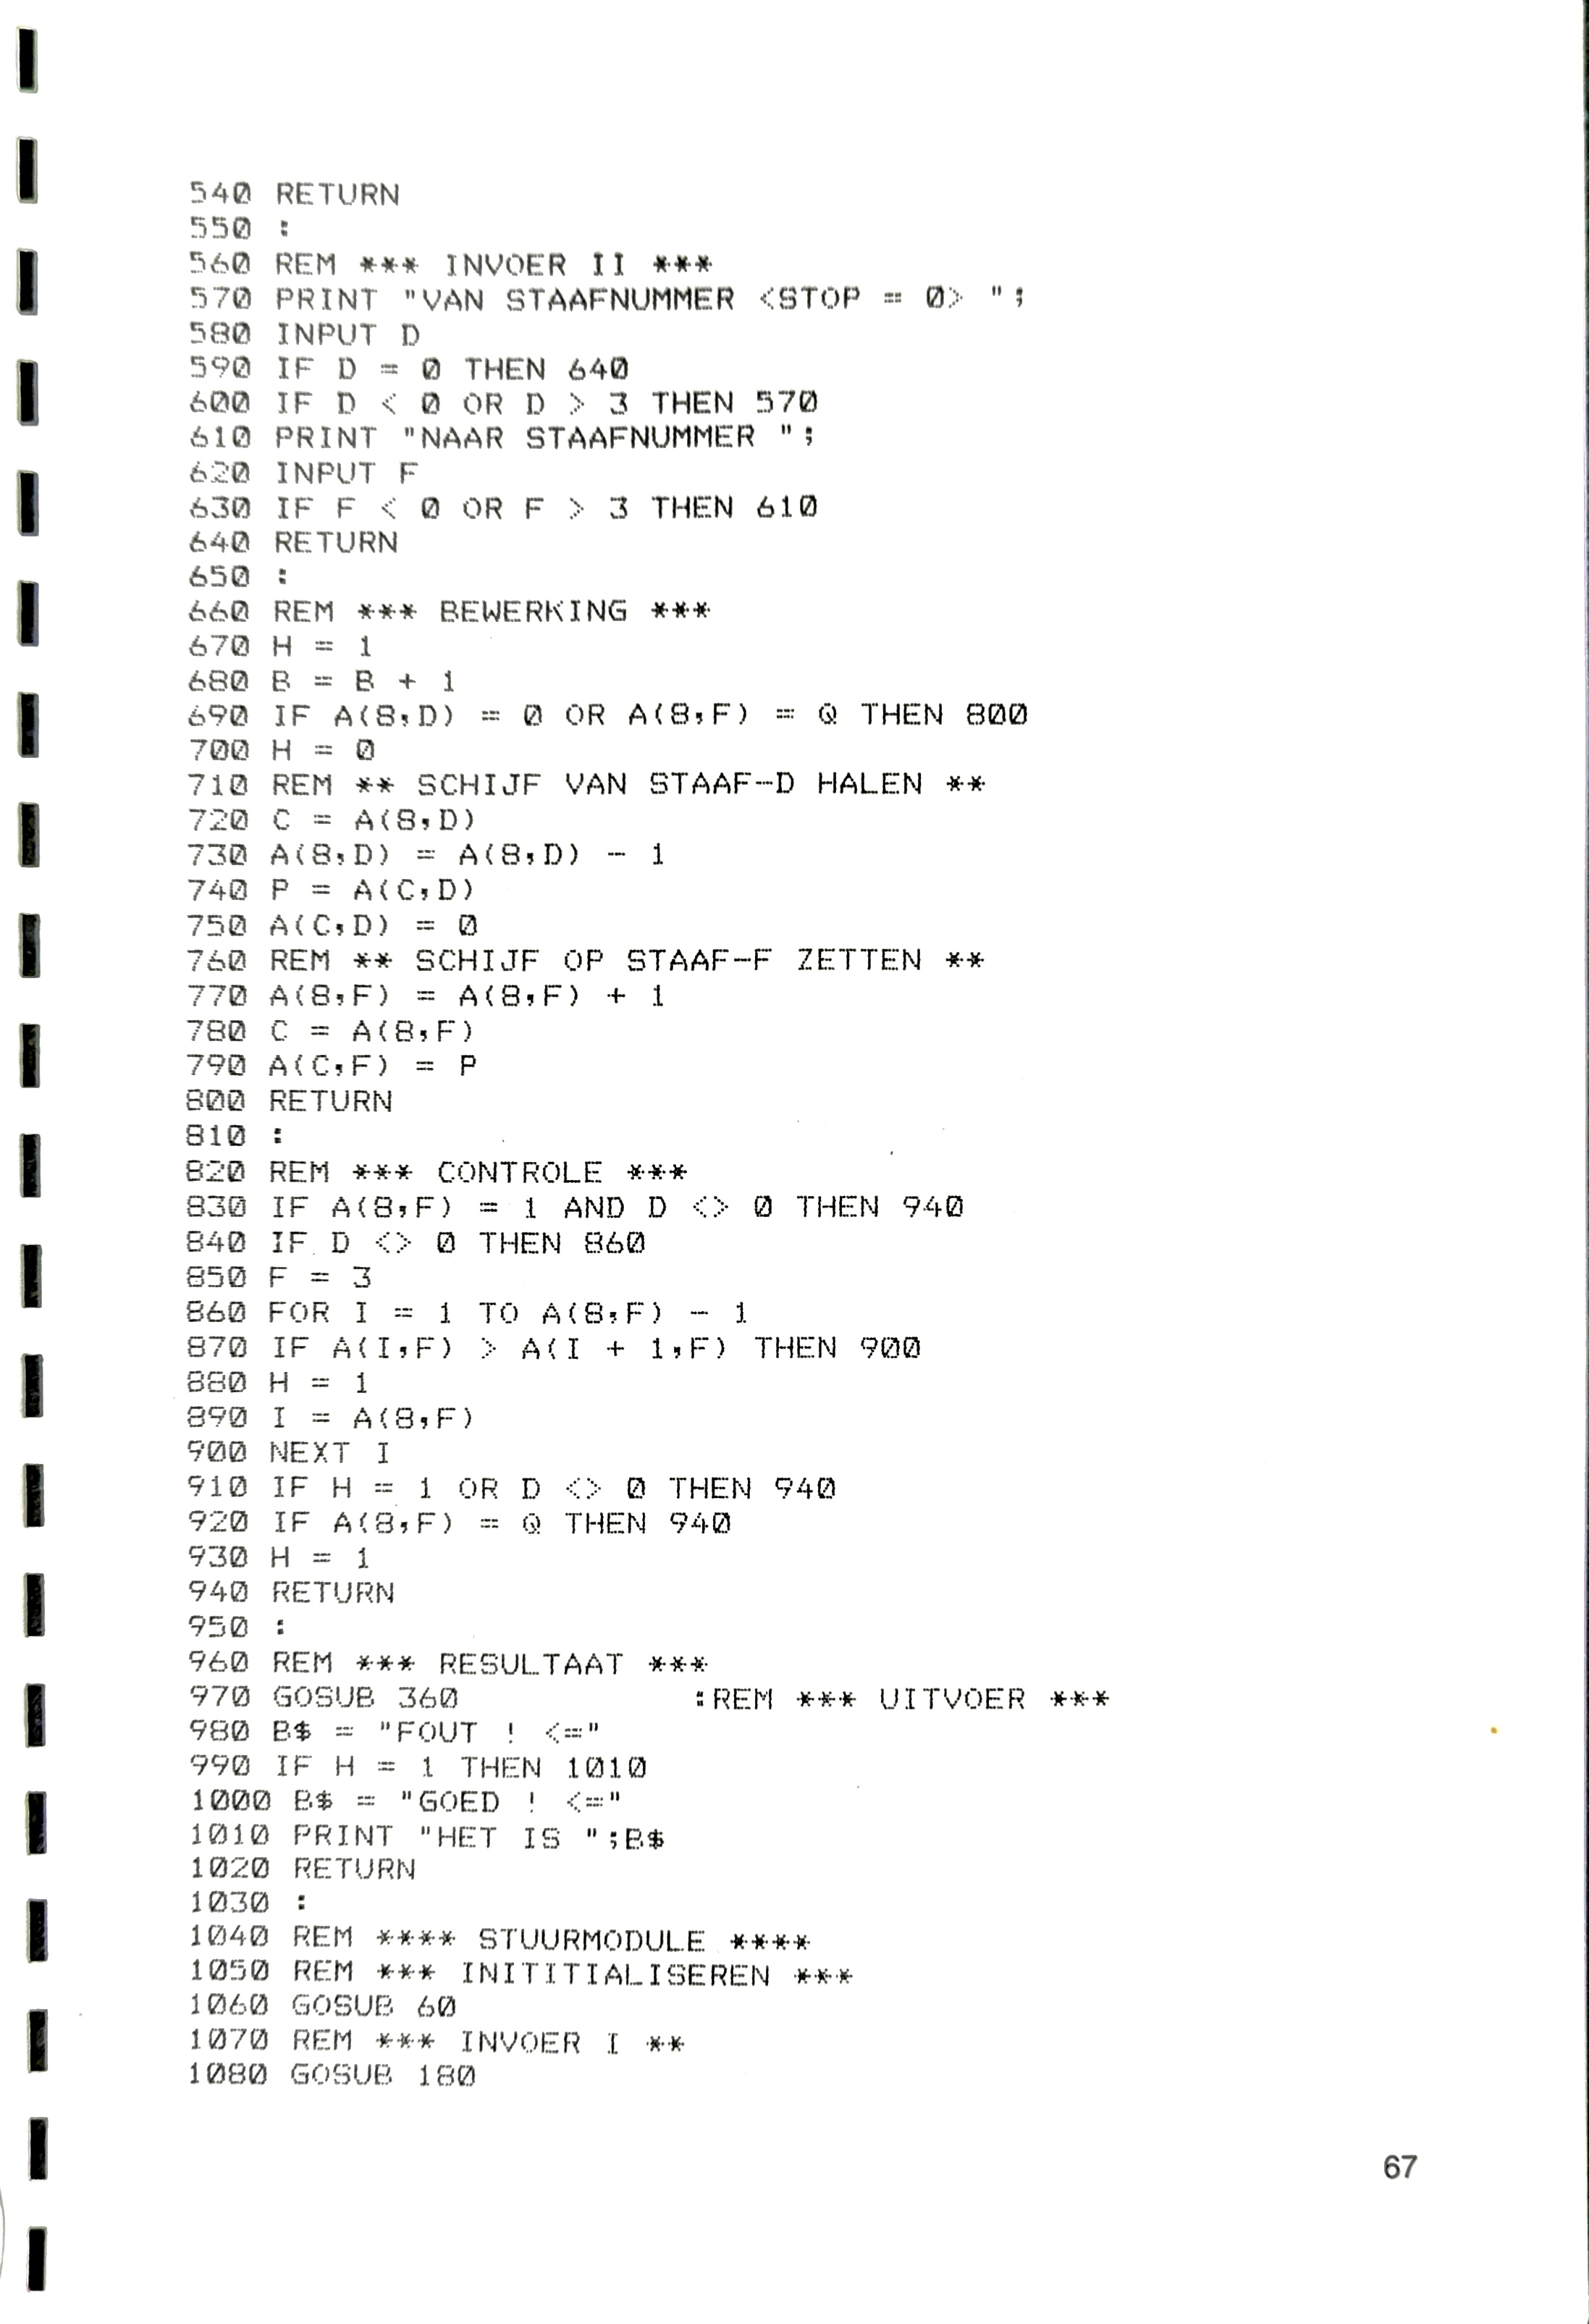 540 RETURN
550 :
560 REM *** INVOER II ***
570 PRINT "VAN STAAFNUMMER <STOP = 0> ";
580 INPUT D
590 IF D = 0 THEN 640
600 IF D < 0 OR D > 3 THEN 570
610 PRINT "NAAR STAAFNUMMER ";
620 INPUT F
630 IF F < 0 OR F > 3 THEN 610
640 RETURN
650 :
660 REM *** BEWERKING ***
670 H = 1
680 B = B + 1
690 IF A(8,D) = 0 OR A(8,F) = Q THEN 800
700 H = 0
710 REM ** SCHIJF VAN STAAF-D HALEN **
720 C = A(8,D)
730 A(8,D) = A(8,D) - 1
740 P = A(C,D)
750 A(C,D) = 0
760 REM ** SCHIJF OP STAAF-F ZETTEN **
770 A(8,F) = A(8,F) + 1
780 C = A(8,F)
790 A(C,F) = P
800 RETURN
810 :
820 REM *** CONTROLE ***
830 IF A(8,F) = 1 AND D <> 0 THEN 940
840 IF D <> 0 THEN 860
850 F = 3
860 FOR I = 1 TO A(8,F) - 1
870 IF A(I,F) > A(I + 1,F) THEN 900
880 H = 1
890 I = A(8,F)
900 NEXT I
910 IF H = 1 OR D <> 0 THEN 940
920 IF A(8,F) = Q THEN 940
930 H = 1
940 RETURN
950 :
960 REM *** RESULTAAT ***
970 GOSUB 360 :REM *** UITVOER ***
980 B$ = "FOUT ! <="
990 IF H = 1 THEN 1010
1000 B$ = "GOED ! <="
1010 PRINT "HET IS ";B$
1020 RETURN
1030 :
1040 REM **** STUURMODULE ****
1050 REM *** INITITIALISEREN ***
1060 GOSUB 60
1070 REM *** INVOER I **
1080 GOSUB 180
67